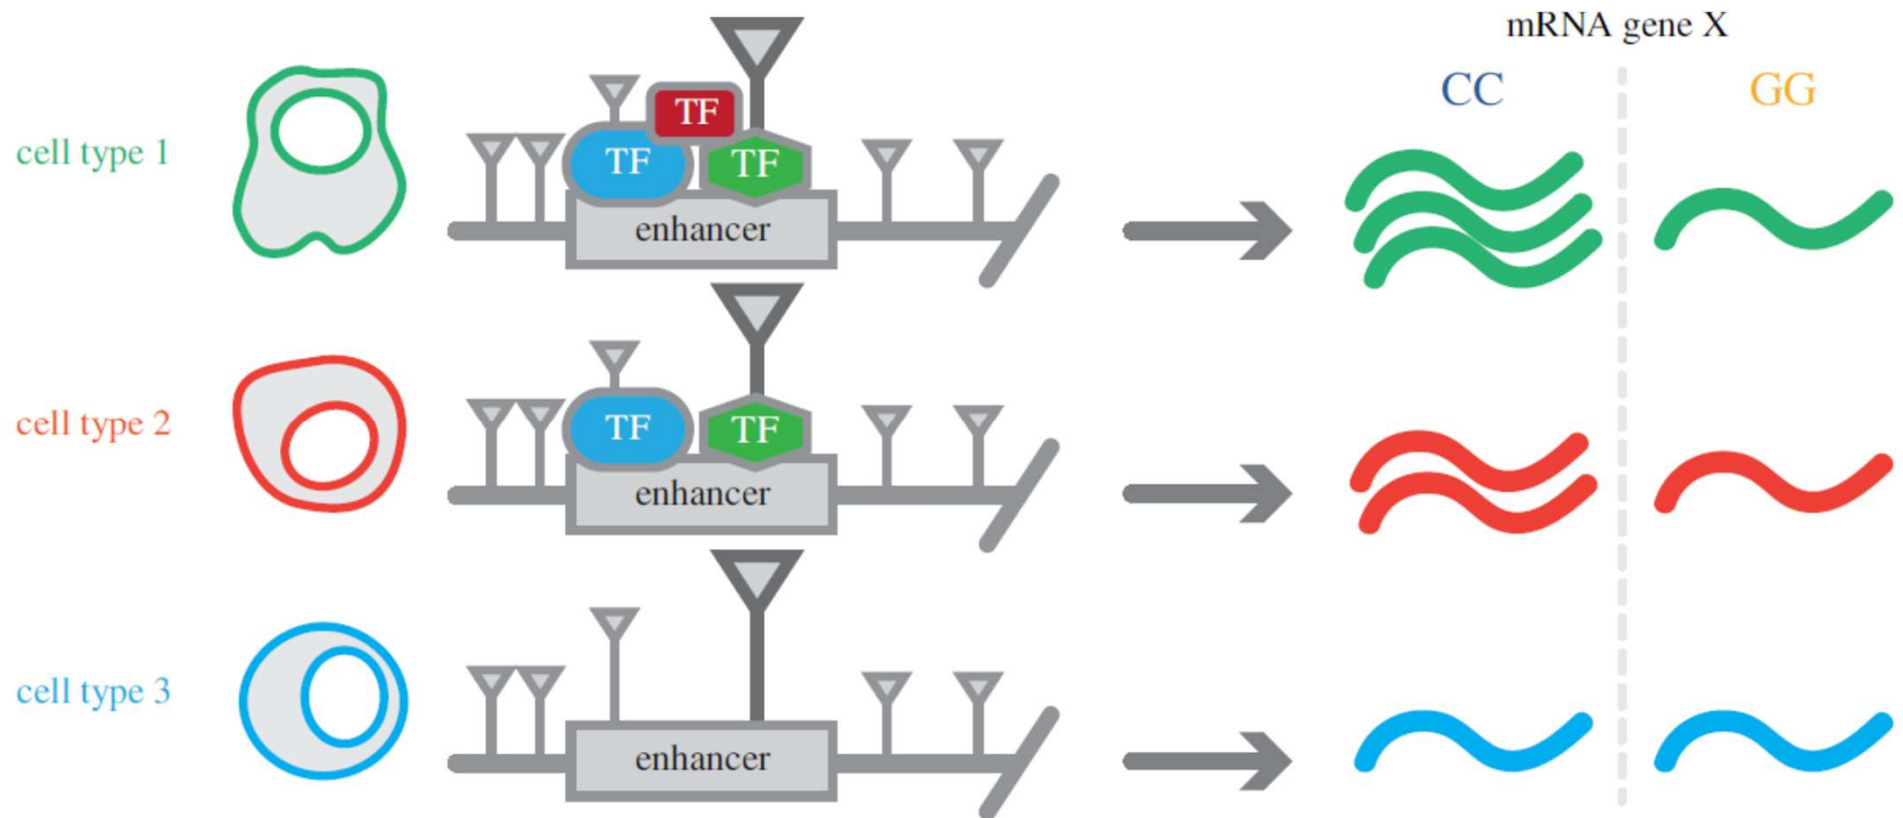 mRNA gene X
CC GG
cell type 1
TF
TF TF
enhancer
cell type 2
TF TF
enhancer
cell type 3
enhancer